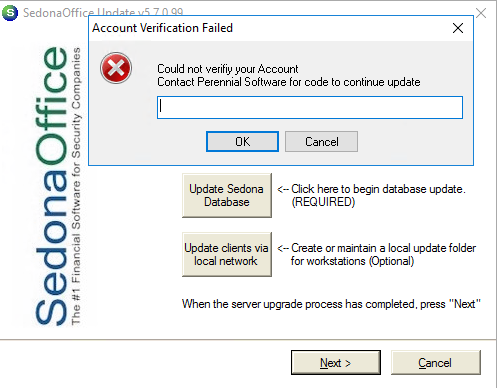 SedonaOffice Update v5.7.0.99
Account Verification Failed
Could not verifiy your Account
Contact Perennial Software for code to continue update
OK
Cancel
SedonaOffice
The #1 Financial Software for Security Companies
Update Sedona
Database
<-- Click here to begin database update.
(REQUIRED)
Update clients via
local network
<-- Create or maintain a local update folder
for workstations (Optional)
When the server upgrade process has completed, press "Next"
Next >
Cancel